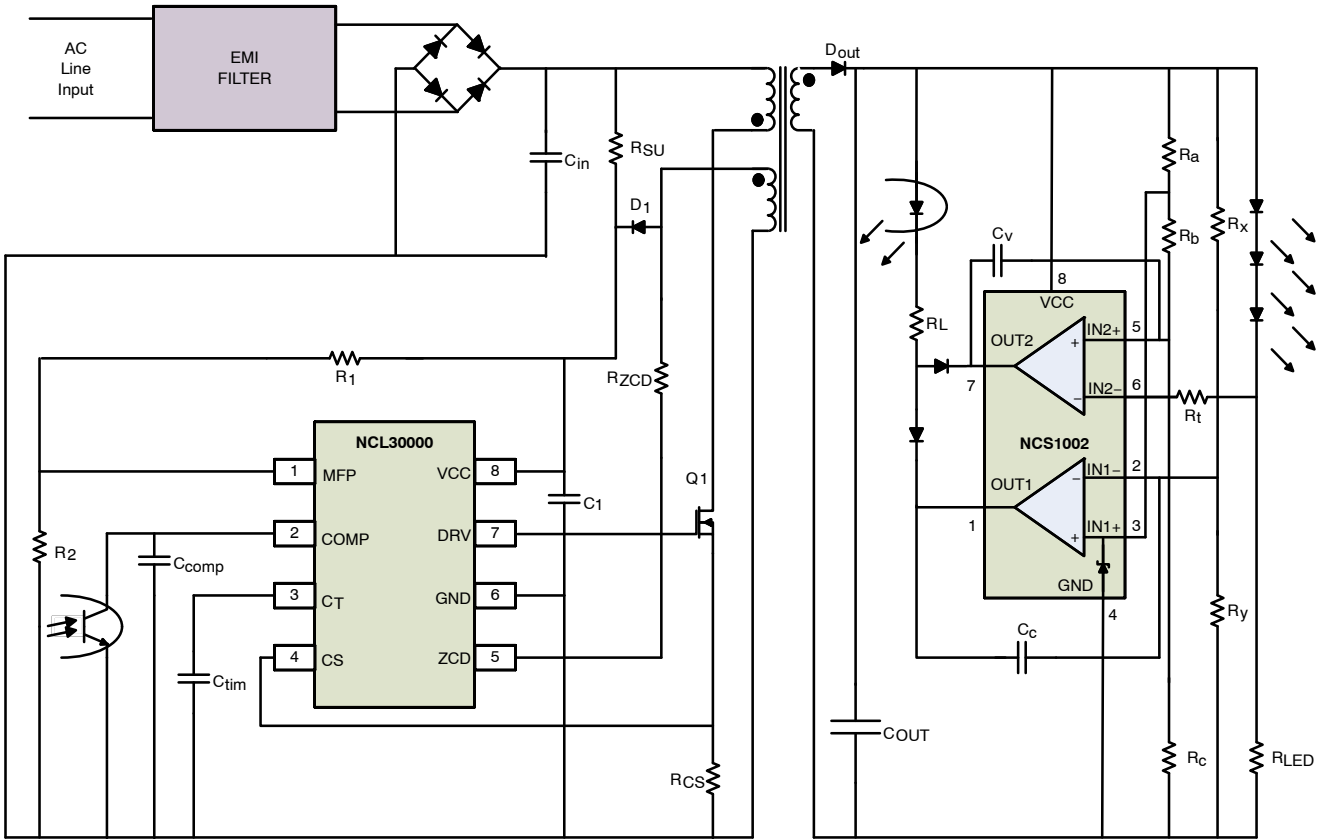 AC
Line
Input
EMI
FILTER
Dout
Cin
RSU
D1
Ra
Rb
Rx
Cv
8
VCC
RL
OUT2
IN2+
5
+
7
IN2−
6
−
Rt
R1
RZCD
NCL30000
NCS1002
1
MFP
VCC
8
C1
Q1
OUT1
IN1−
2
−
1
IN1+
3
+
GND
4
R2
2
COMP
DRV
7
Ccomp
3
CT
GND
6
Ry
4
CS
ZCD
5
Cc
Ctim
COUT
RCS
Rc
RLED